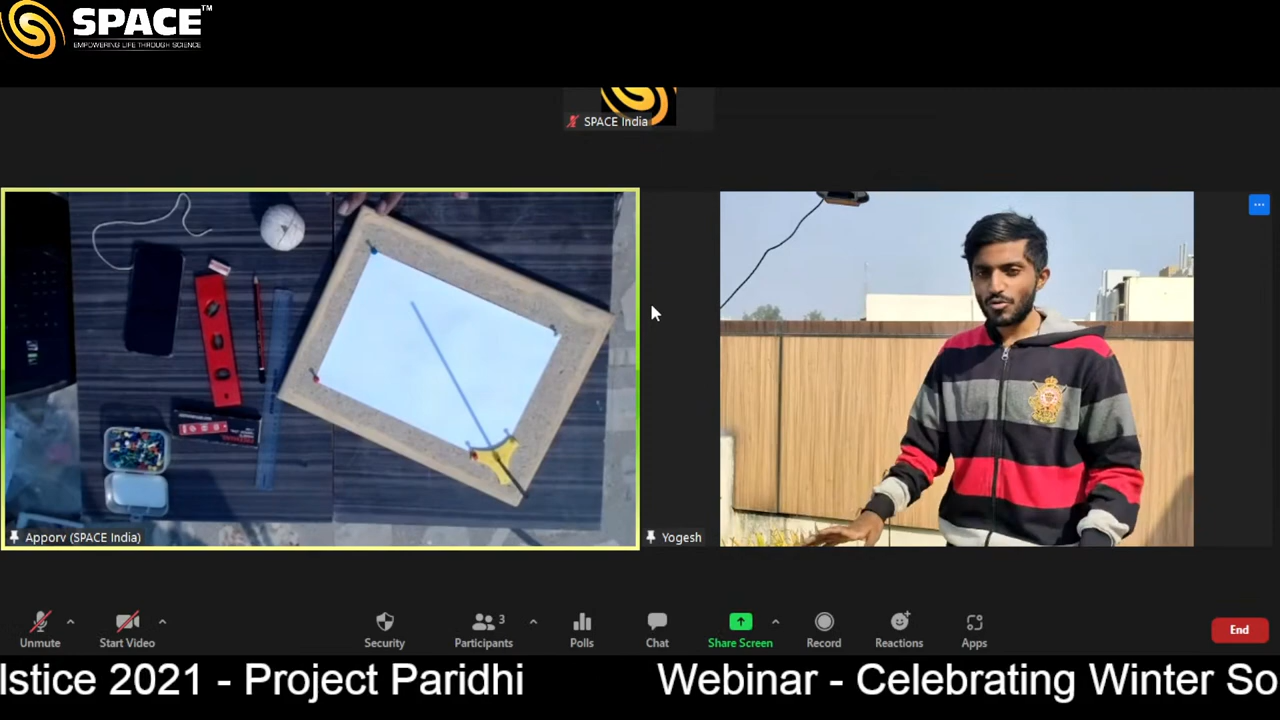 SPACE™
EMPOWERING LIFE THROUGH SCIENCE
SPACE India
Apporv (SPACE India)
Yogesh
Unmute
Start Video
Security
Participants
3
Polls
Chat
Share Screen
Record
Reactions
Apps
End
lstice 2021 - Project Paridhi
Webinar - Celebrating Winter So